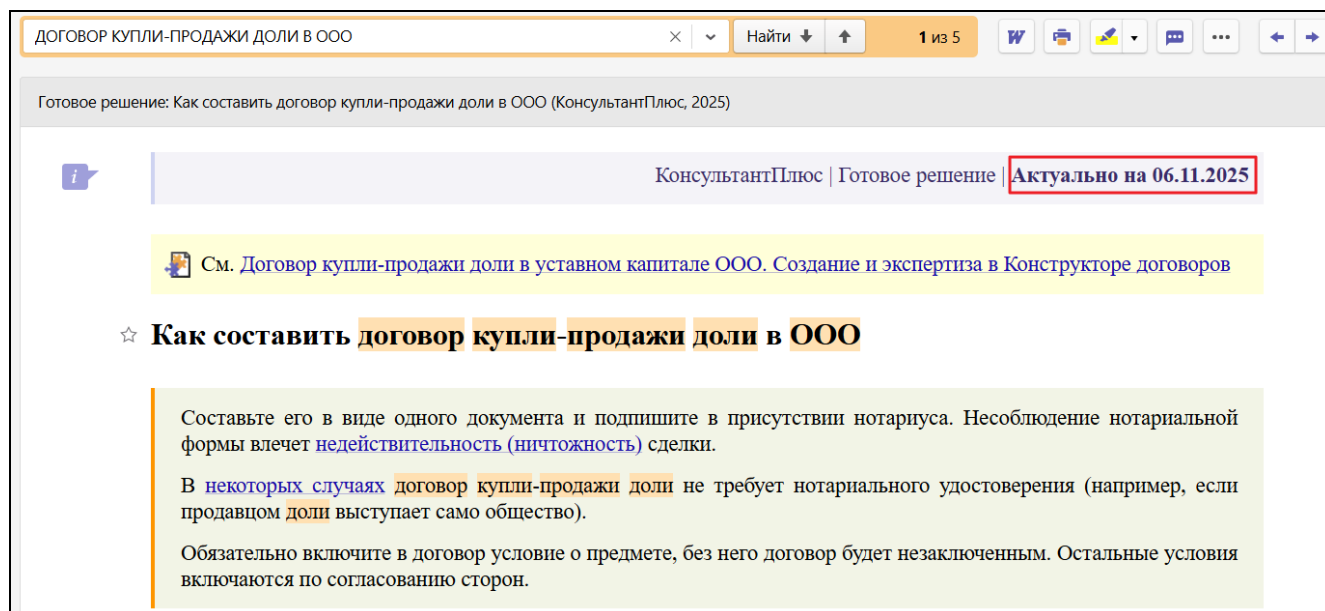 ДОГОВОР КУПЛИ-ПРОДАЖИ ДОЛИ В ООО Найти 1 из 5
Готовое решение: Как составить договор купли-продажи доли в ООО (КонсультантПлюс, 2025)
КонсультантПлюс | Готовое решение | Актуально на 06.11.2025
См. Договор купли-продажи доли в уставном капитале ООО. Создание и экспертиза в Конструкторе договоров
Как составить договор купли-продажи доли в ООО
Составьте его в виде одного документа и подпишите в присутствии нотариуса. Несоблюдение нотариальной
формы влечет недействительность (ничтожность) сделки.
В некоторых случаях договор купли-продажи доли не требует нотариального удостоверения (например, если
продавцом доли выступает само общество).
Обязательно включите в договор условие о предмете, без него договор будет незаключенным. Остальные условия
включаются по согласованию сторон.